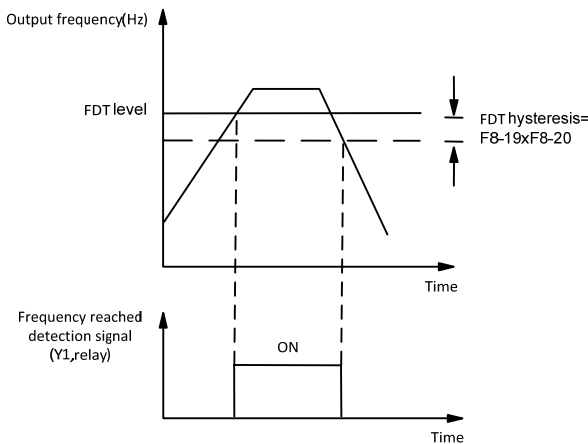 Output frequency(Hz)
FDT level
FDT hysteresis=
F8-19xF8-20
Time
Frequency reached
detection signal
(Y1,relay)
ON
Time